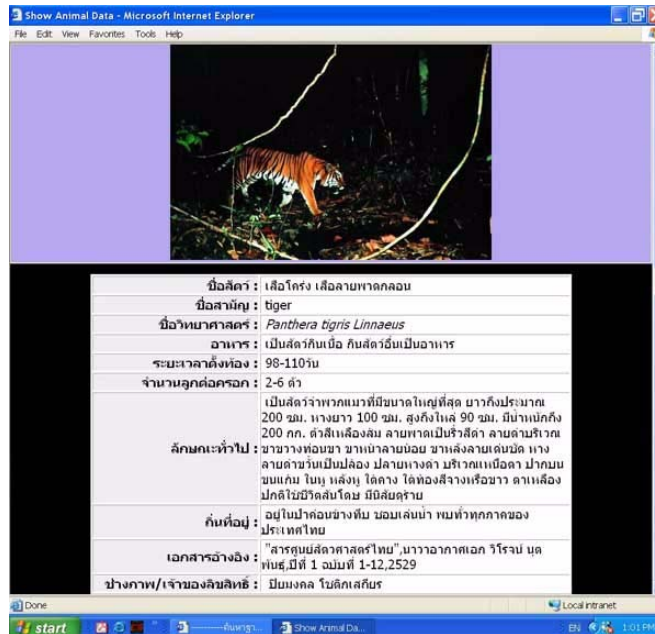 Show Animal Data - Microsoft Internet Explorer
File Edit View Favorites Tools Help
ชื่อสัตว์ : เสือโคร่ง เสือลายพาดกลอน
ชื่อสามัญ : tiger
ชื่อวิทยาศาสตร์ : Panthera tigris Linnaeus
อาหาร : เป็นสัตว์กินเนื้อ กินสัตว์อื่นเป็นอาหาร
ระยะเวลาตั้งท้อง : 98-110วัน
จำนวนลูกต่อครอก : 2-6 ตัว
เป็นสัตว์จำพวกแมวที่มีขนาดใหญ่ที่สุด ยาวถึงประมาณ
200 ซม. หางยาว 100 ซม. สูงถึงไหล่ 90 ซม. มีน้ำหนักถึง
200 กก. ตัวสีเหลืองส้ม ลายพาดเป็นริ้วสีดำ ลายดำบริเวณ
ขาขวางท่อนขา ขาหน้าลายน้อย ขาหลังลายเด่นชัด หาง
ลักษณะทั่วไป : ลายดำขวั้นเป็นปล้อง ปลายหางดำ บริเวณเหนือตา ปากบน
ขนแก้ม ในหู หลังหู ใต้คาง ใต้ท้องสีจางหรือขาว ตาเหลือง
ปกติใช้ชีวิตสันโดษ มีนิสัยดุร้าย
ถิ่นที่อยู่ : อยู่ในป่าค่อนข้างทึบ ชอบเล่นน้ำ พบทั่วทุกภาคของ
ประเทศไทย
เอกสารอ้างอิง : "สารศูนย์สัตวศาสตร์ไทย",นาวาอากาศเอก วิโรจน์ นุต
พันธุ์,ปีที่ 1 ฉบับที่ 1-12,2529
ปางภาพ/เจ้าของลิขสิทธิ์ : ปิยมงคล โชติกเสถียร
Done Local intranet
start Show Animal Da... EN 1:01 PM